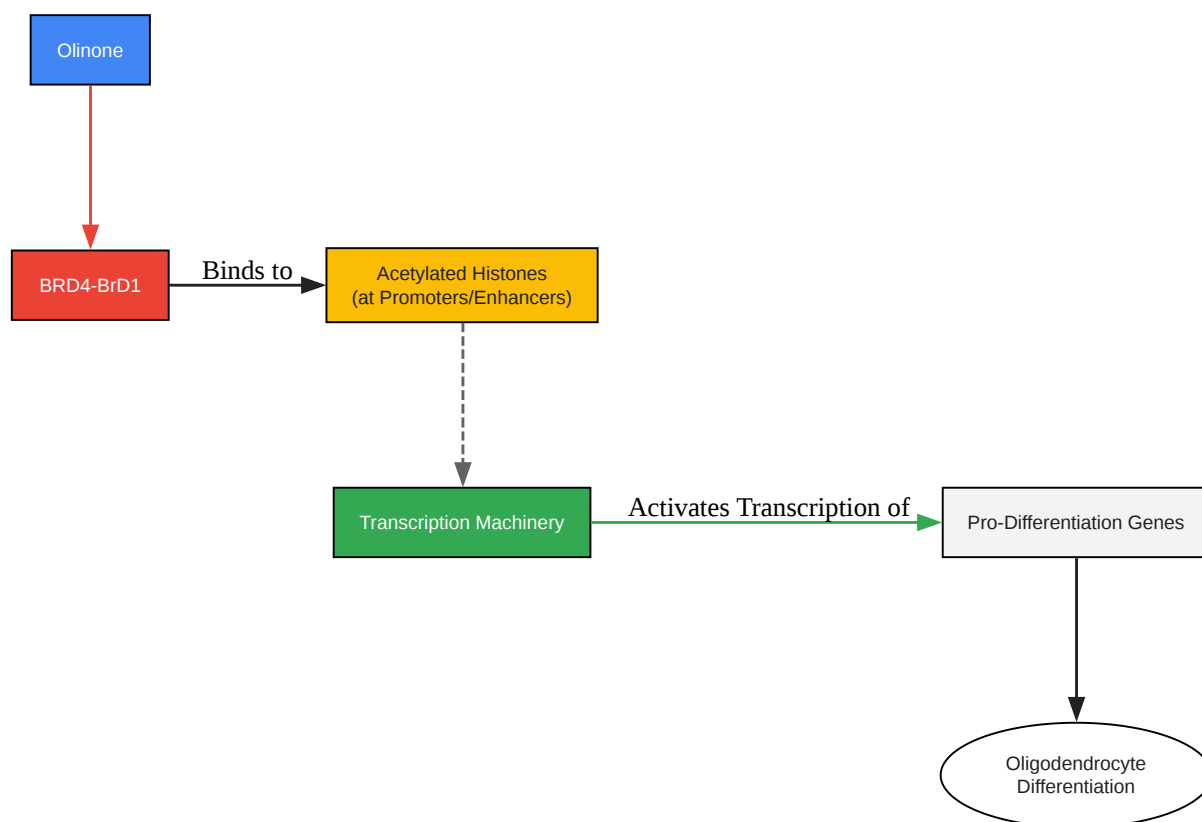 Olinone
BRD4-BrD1
Binds to
Acetylated Histones
(at Promoters/Enhancers)
Transcription Machinery
Activates Transcription of
Pro-Differentiation Genes
Oligodendrocyte
Differentiation